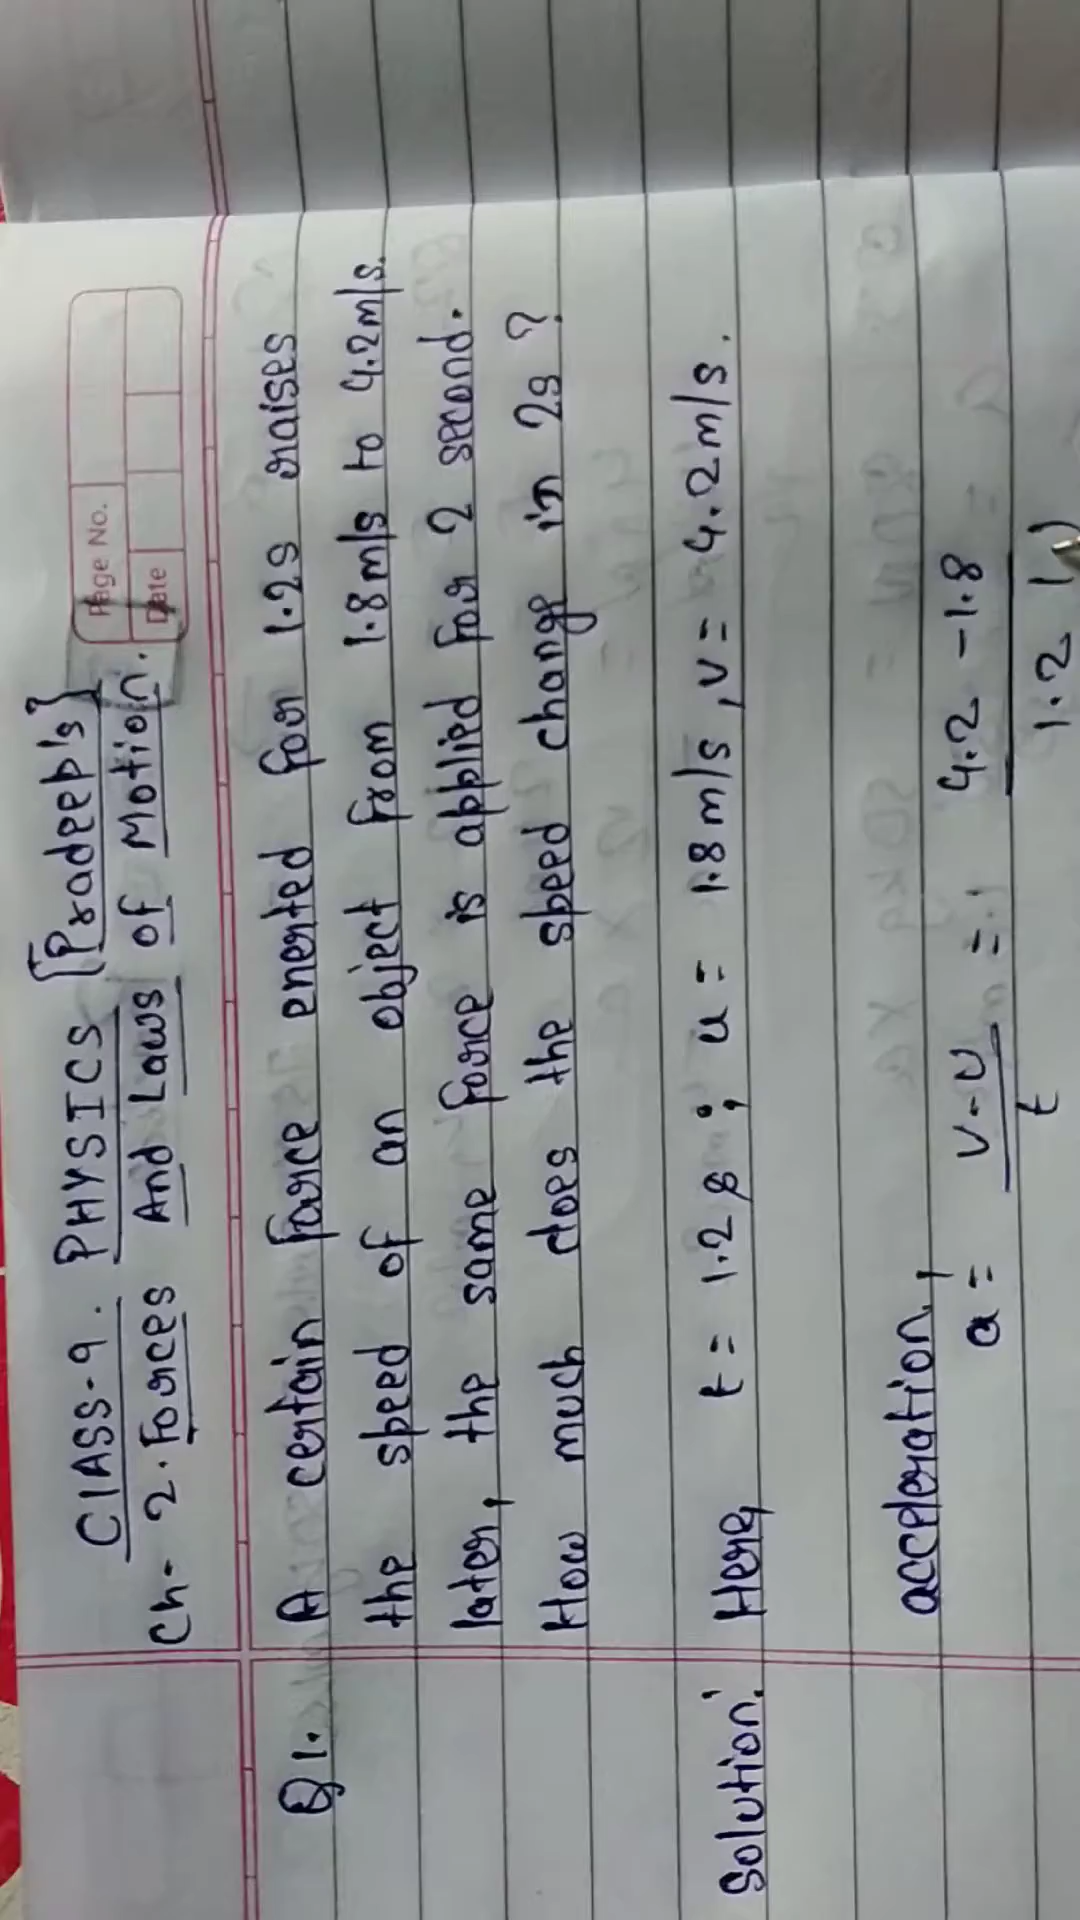 Page No.
Date
CLASS-9. PHYSICS [Pradeep's]
Ch- 2. Forces And Laws of Motion.
Q1. A certain force exerted for 1.2s raises
the speed of an object from 1.8m/s to 4.2m/s.
later, the same force is applied for 2 second.
How much does the speed change in 2s ?
Solution: Here, t = 1.2 s ; u = 1.8 m/s , v = 4.2 m/s.
acceleration,
a = v-u / t = 4.2 - 1.8 / 1.2